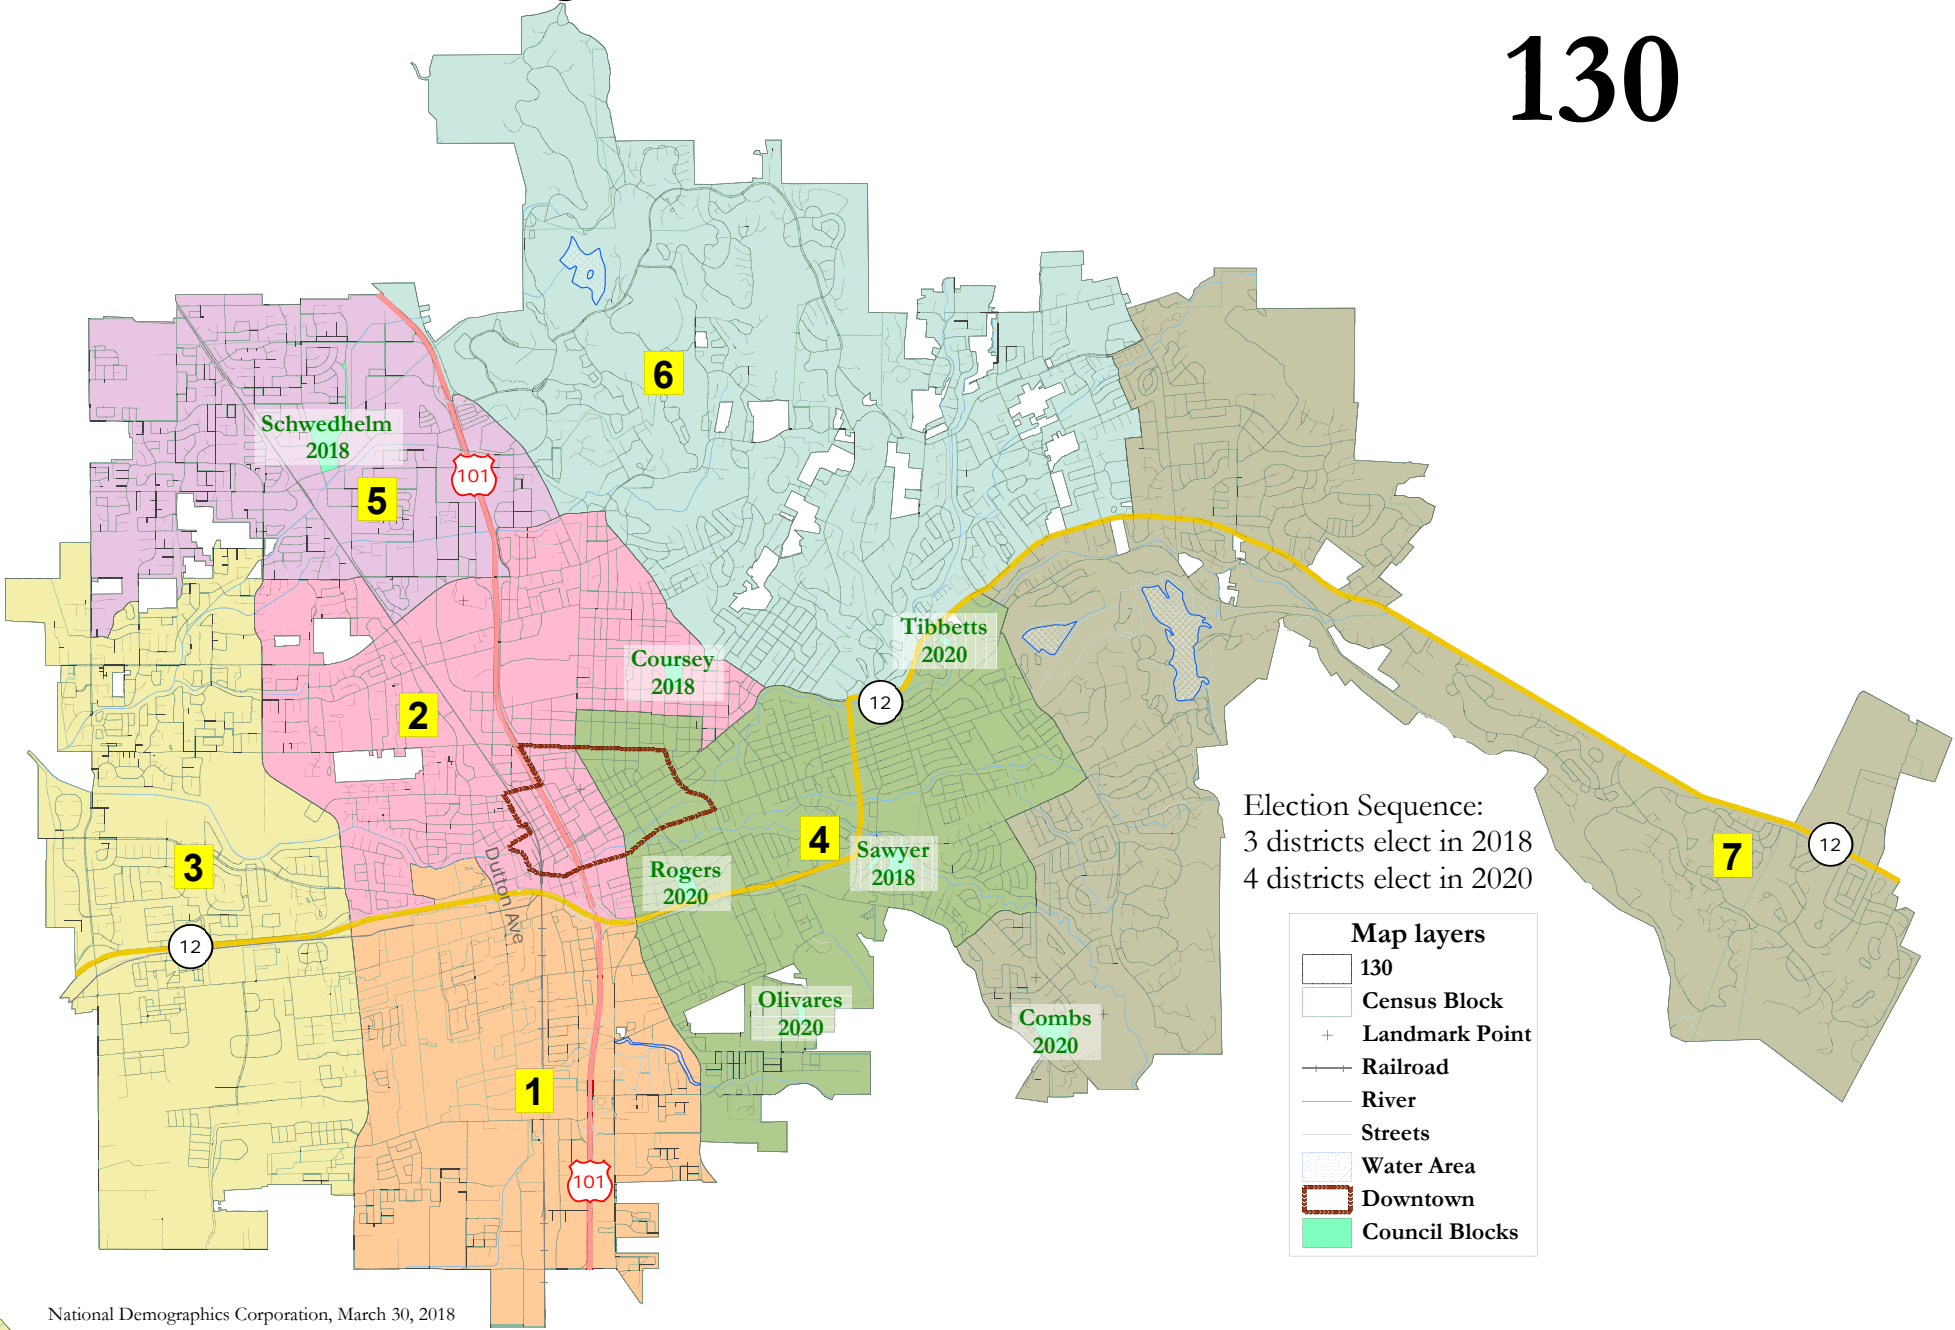 130
6
Schwedhelm
2018
101
5
Tibbetts
2020
Coursey
2018
12
2
Election Sequence:
3 districts elect in 2018
4 districts elect in 2020
4
Sawyer
2018
7
12
3
Dutton Ave
Rogers
2020
12
Olivares
2020
Combs
2020
1
101
Map layers
130
Census Block
Landmark Point
Railroad
River
Streets
Water Area
Downtown
Council Blocks
National Demographics Corporation, March 30, 2018